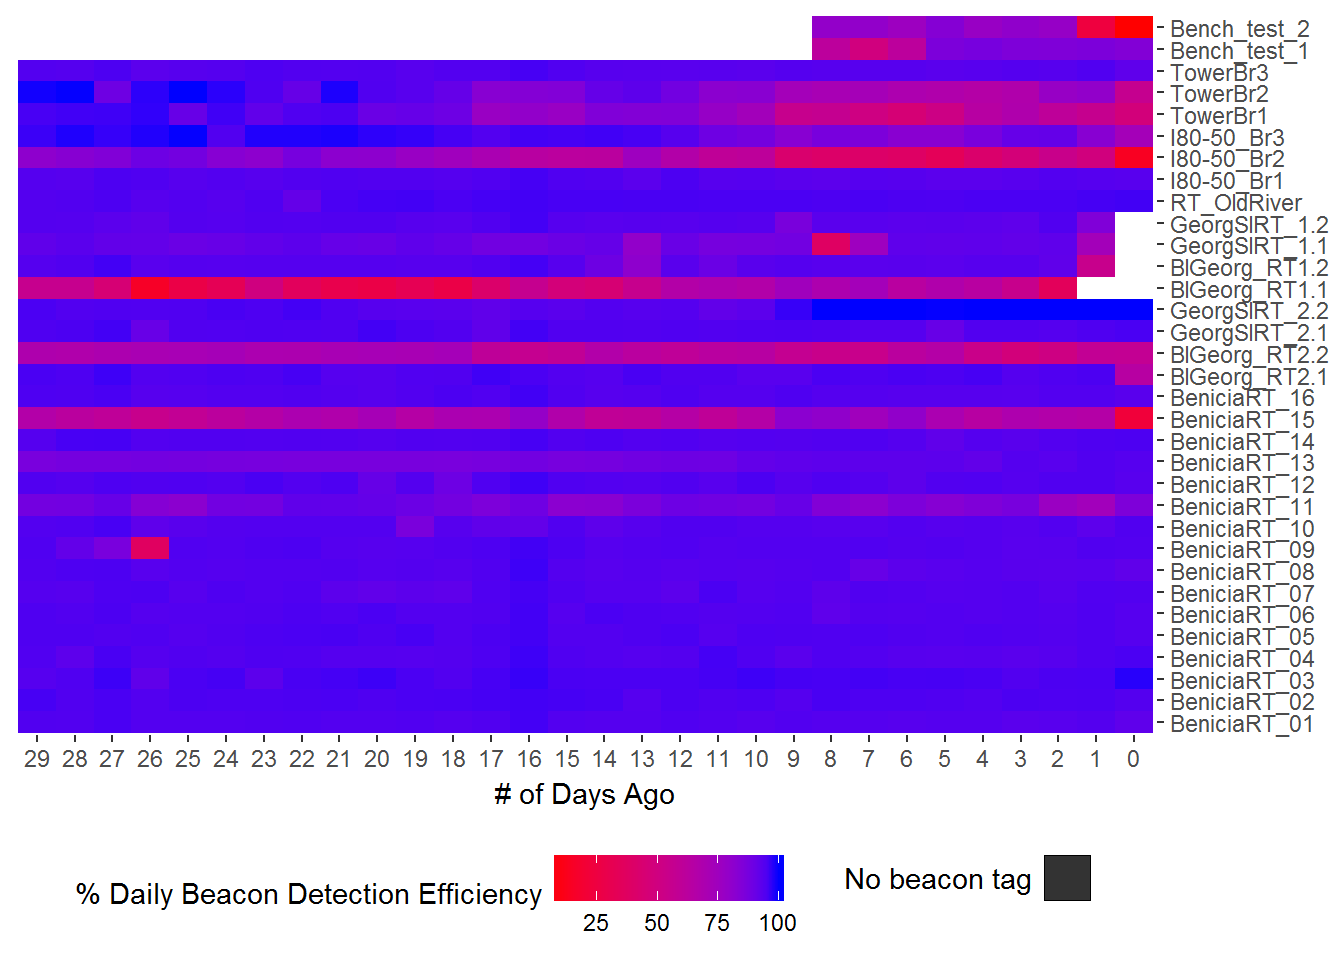 Bench_test_2
Bench_test_1
TowerBr3
TowerBr2
TowerBr1
I80-50_Br3
I80-50_Br2
I80-50_Br1
RT_OldRiver
GeorgSlRT_1.2
GeorgSlRT_1.1
BlGeorg_RT1.2
BlGeorg_RT1.1
GeorgSlRT_2.2
GeorgSlRT_2.1
BlGeorg_RT2.2
BlGeorg_RT2.1
BeniciaRT_16
BeniciaRT_15
BeniciaRT_14
BeniciaRT_13
BeniciaRT_12
BeniciaRT_11
BeniciaRT_10
BeniciaRT_09
BeniciaRT_08
BeniciaRT_07
BeniciaRT_06
BeniciaRT_05
BeniciaRT_04
BeniciaRT_03
BeniciaRT_02
BeniciaRT_01
29 28 27 26 25 24 23 22 21 20 19 18 17 16 15 14 13 12 11 10 9 8 7 6 5 4 3 2 1 0
# of Days Ago
% Daily Beacon Detection Efficiency
25 50 75 100
No beacon tag